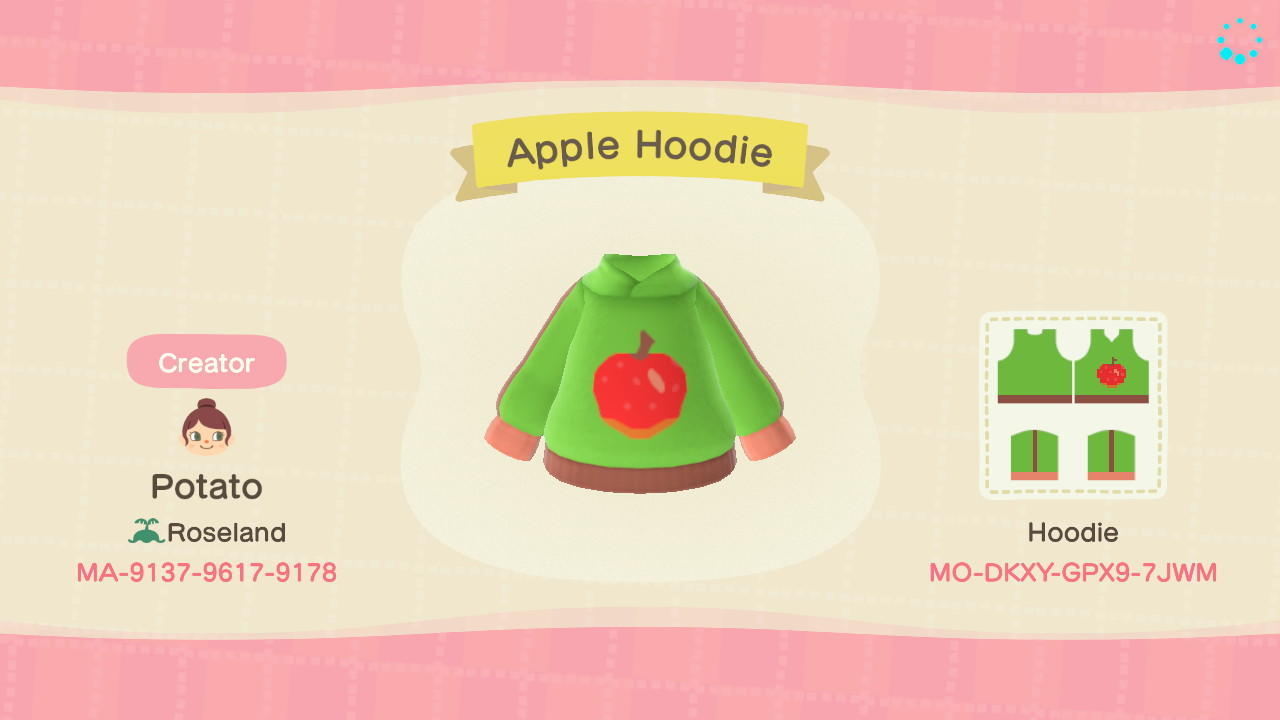 Apple Hoodie
Creator
Potato
Roseland
MA-9137-9617-9178
Hoodie
MO-DKXY-GPX9-7JWM